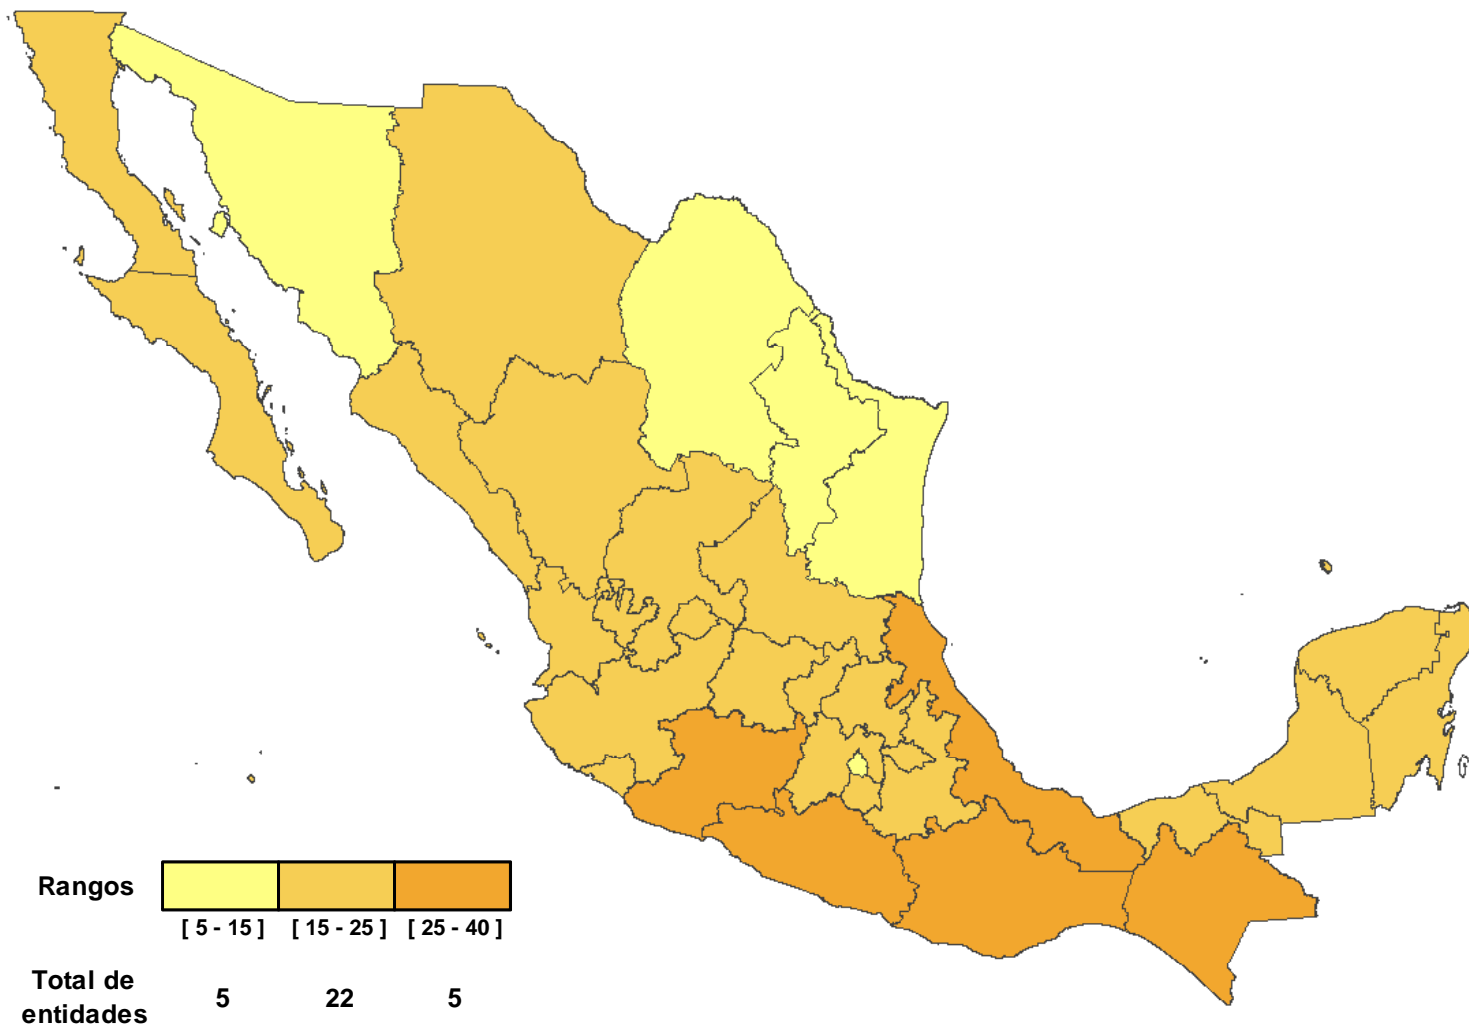 Rangos
[ 5 - 15 ] [ 15 - 25 ] [ 25 - 40 ]
Total de
entidades
5 22 5